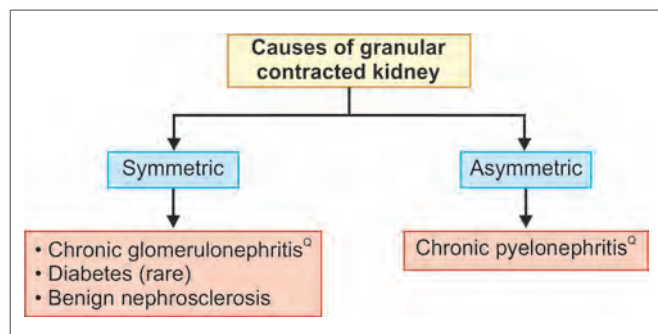 Causes of granular
contracted kidney
Symmetric
Asymmetric
• Chronic glomerulonephritisQ
• Diabetes (rare)
• Benign nephrosclerosis
Chronic pyelonephritisQ